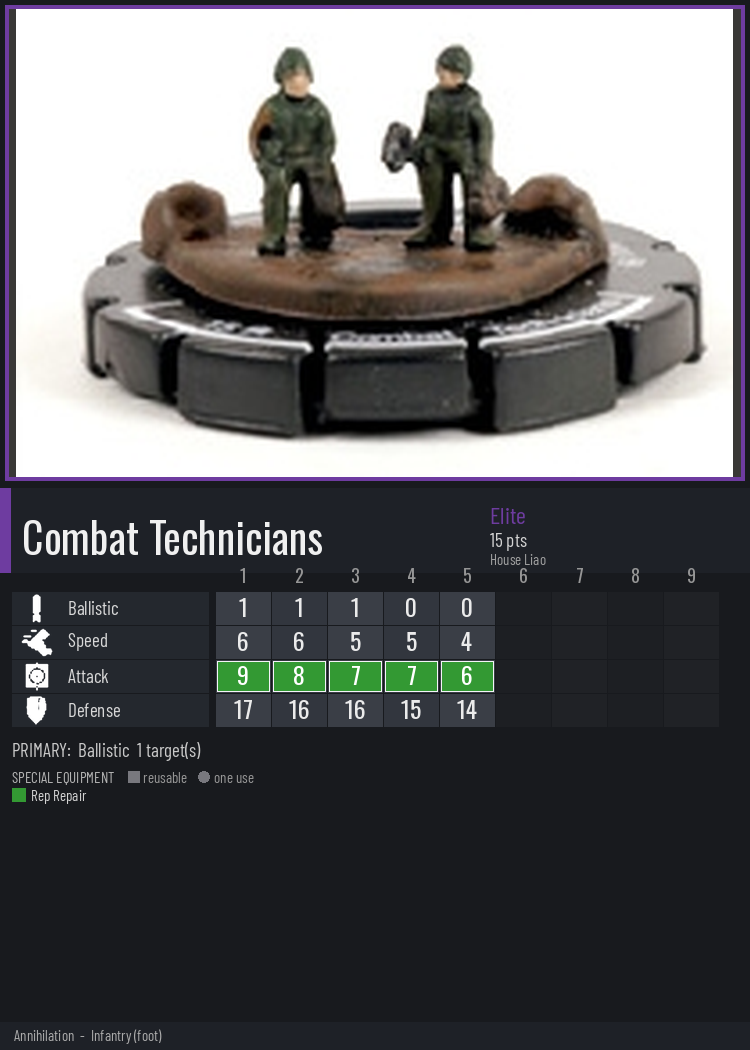 Combat
Combat Technicians
Elite
15 pts
House Liao
1 2 3 4 5 6 7 8 9
Ballistic 1 1 1 0 0
Speed 6 6 5 5 4
Attack 9 8 7 7 6
Defense 17 16 16 15 14
PRIMARY: Ballistic 1 target(s)
SPECIAL EQUIPMENT reusable one use
Rep Repair
Annihilation - Infantry (foot)